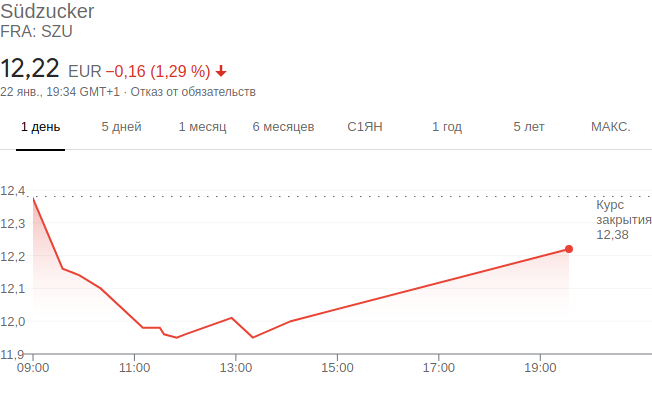 Südzucker
FRA: SZU
12,22 EUR −0,16 (1,29 %)
22 янв., 19:34 GMT+1 · Отказ от обязательств
1 день 5 дней 1 месяц 6 месяцев С1ЯН 1 год 5 лет МАКС.
12,4
Курс
закрытия
12,38
12,3
12,2
12,1
12,0
11,9
09:00 11:00 13:00 15:00 17:00 19:00